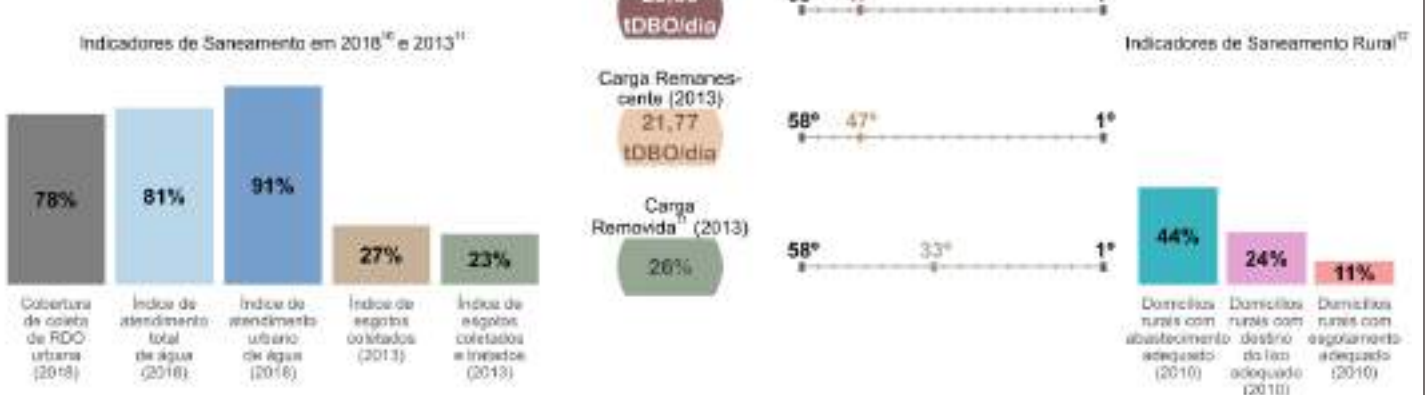 Indicadores de Saneamento em 2018¹⁰ e 2013¹¹
78%
81%
91%
27%
23%
Cobertura
de coleta
de RDO
urbana
(2018)
Índice de
atendimento
total
de água
(2018)
Índice de
atendimento
urbano
de água
(2018)
Índice de
esgotos
coletados
(2013)
Índice de
esgotos
coletados
e tratados
(2013)
tDBO/dia
Carga Remanes-
cente (2013)
21,77
tDBO/dia
58º 47º 1º
Carga
Removida¹¹ (2013)
26%
58º 33º 1º
Indicadores de Saneamento Rural¹²
44%
24%
11%
Domicílios
rurais com
abastecimento
adequado
(2010)
Domicílios
rurais com
destino
do lixo
adequado
(2010)
Domicílios
rurais com
esgotamento
adequado
(2010)